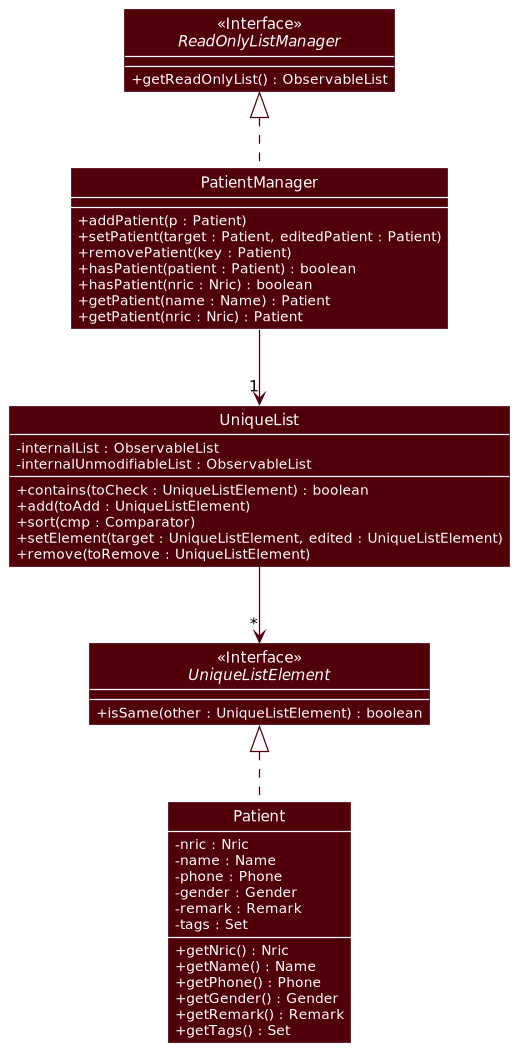 «Interface»
ReadOnlyListManager
+getReadOnlyList() : ObservableList
PatientManager
+addPatient(p : Patient)
+setPatient(target : Patient, editedPatient : Patient)
+removePatient(key : Patient)
+hasPatient(patient : Patient) : boolean
+hasPatient(nric : Nric) : boolean
+getPatient(name : Name) : Patient
+getPatient(nric : Nric) : Patient
1
UniqueList
-internalList : ObservableList
-internalUnmodifiableList : ObservableList
+contains(toCheck : UniqueListElement) : boolean
+add(toAdd : UniqueListElement)
+sort(cmp : Comparator)
+setElement(target : UniqueListElement, edited : UniqueListElement)
+remove(toRemove : UniqueListElement)
*
«Interface»
UniqueListElement
+isSame(other : UniqueListElement) : boolean
Patient
-nric : Nric
-name : Name
-phone : Phone
-gender : Gender
-remark : Remark
-tags : Set
+getNric() : Nric
+getName() : Name
+getPhone() : Phone
+getGender() : Gender
+getRemark() : Remark
+getTags() : Set